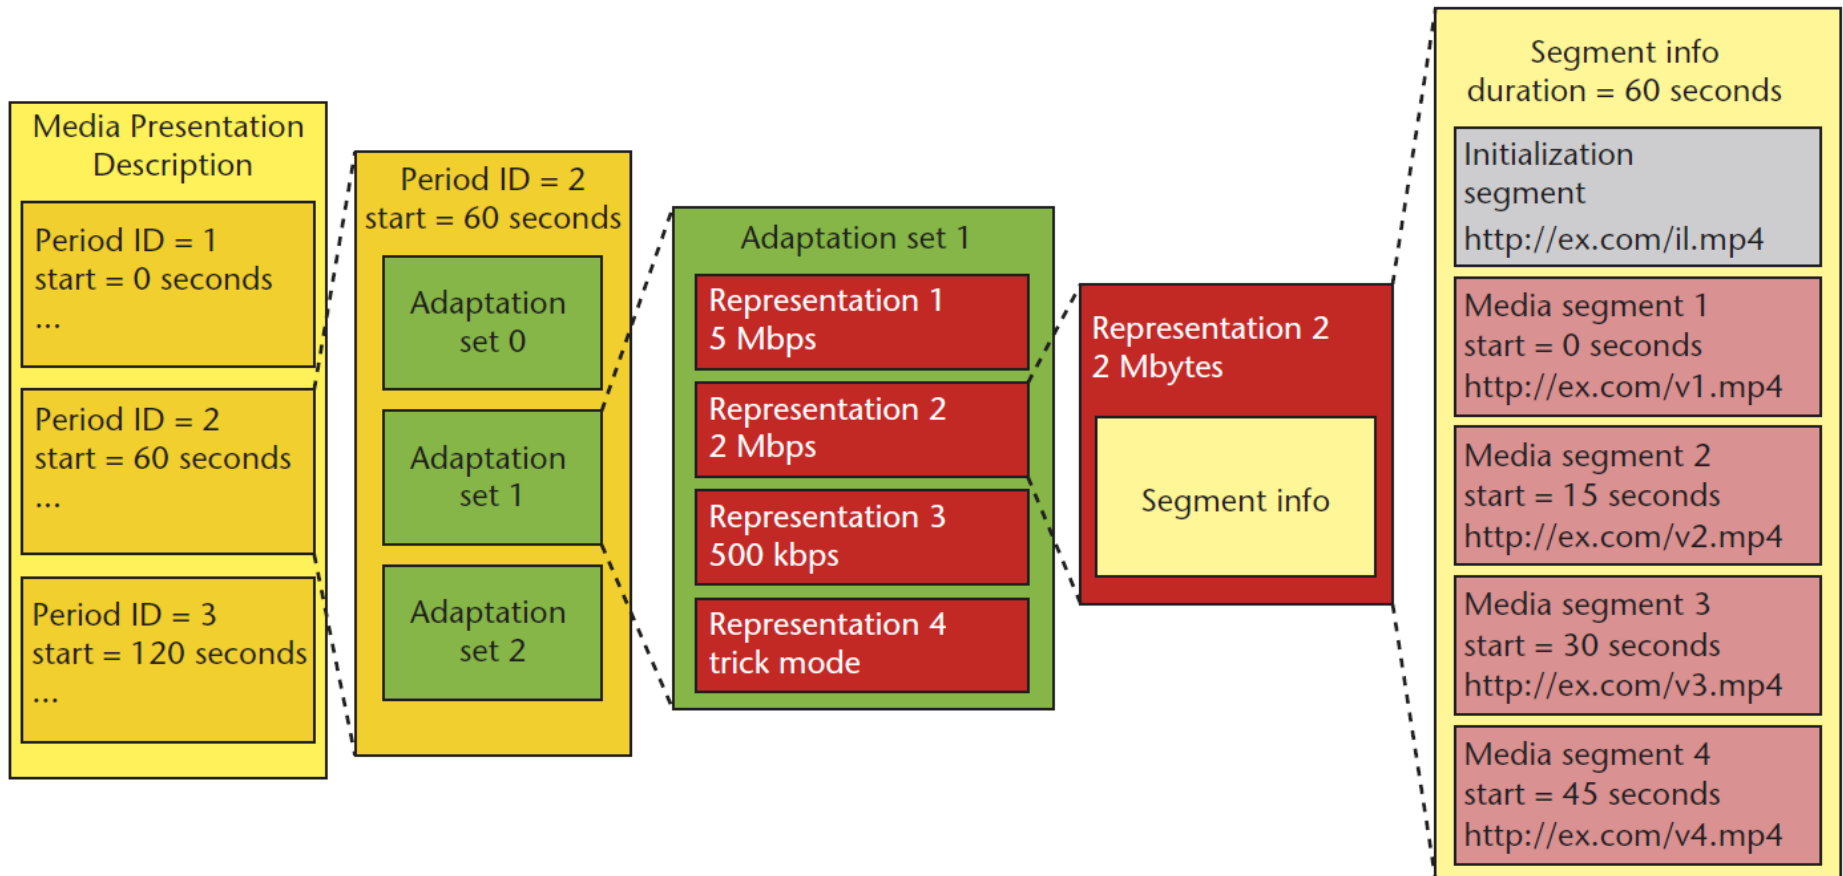 Media Presentation
Description
Period ID = 1
start = 0 seconds
...
Period ID = 2
start = 60 seconds
...
Period ID = 3
start = 120 seconds
...
Period ID = 2
start = 60 seconds
Adaptation
set 0
Adaptation
set 1
Adaptation
set 2
Adaptation set 1
Representation 1
5 Mbps
Representation 2
2 Mbps
Representation 3
500 kbps
Representation 4
trick mode
Representation 2
2 Mbytes
Segment info
Segment info
duration = 60 seconds
Initialization
segment
http://ex.com/il.mp4
Media segment 1
start = 0 seconds
http://ex.com/v1.mp4
Media segment 2
start = 15 seconds
http://ex.com/v2.mp4
Media segment 3
start = 30 seconds
http://ex.com/v3.mp4
Media segment 4
start = 45 seconds
http://ex.com/v4.mp4